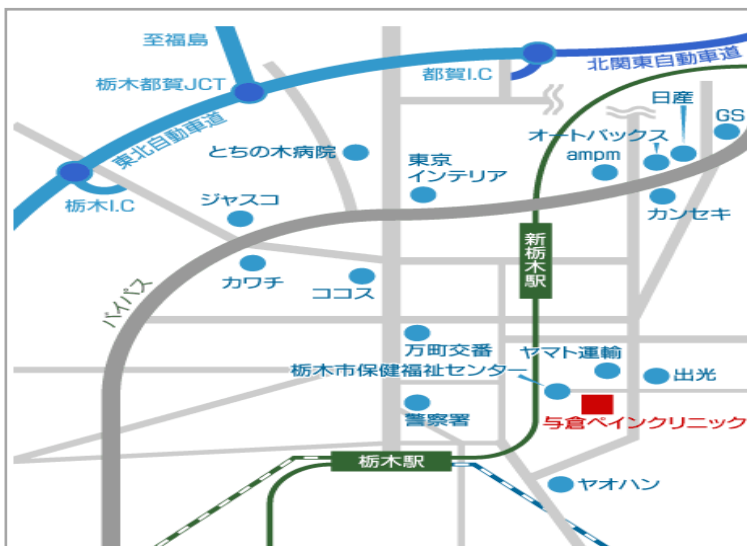 至福島
都賀I.C
北関東自動車道
栃木都賀JCT
日産
GS
東北自動車道
とちの木病院
オートバックス
東京
インテリア
ampm
栃木I.C
ジャスコ
カンセキ
新栃木駅
カワチ
ココス
バイパス
万町交番
ヤマト運輸
栃木市保健福祉センター
出光
警察署
与倉ペインクリニック
栃木駅
ヤオハン